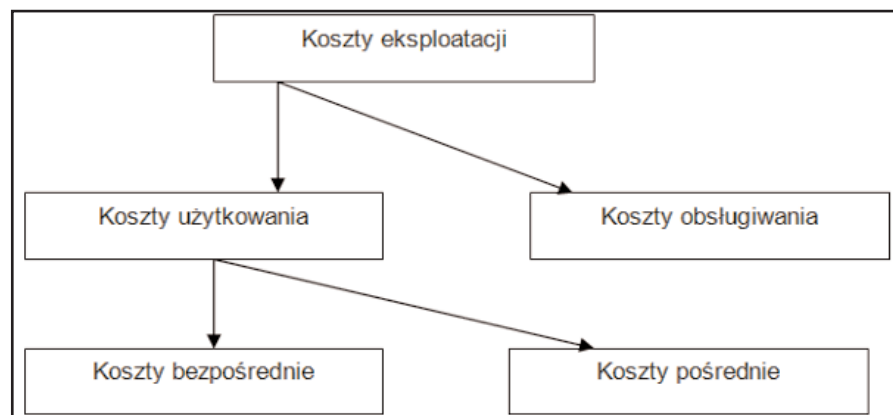 Koszty eksploatacji
Koszty użytkowania
Koszty obsługiwania
Koszty bezpośrednie
Koszty pośrednie